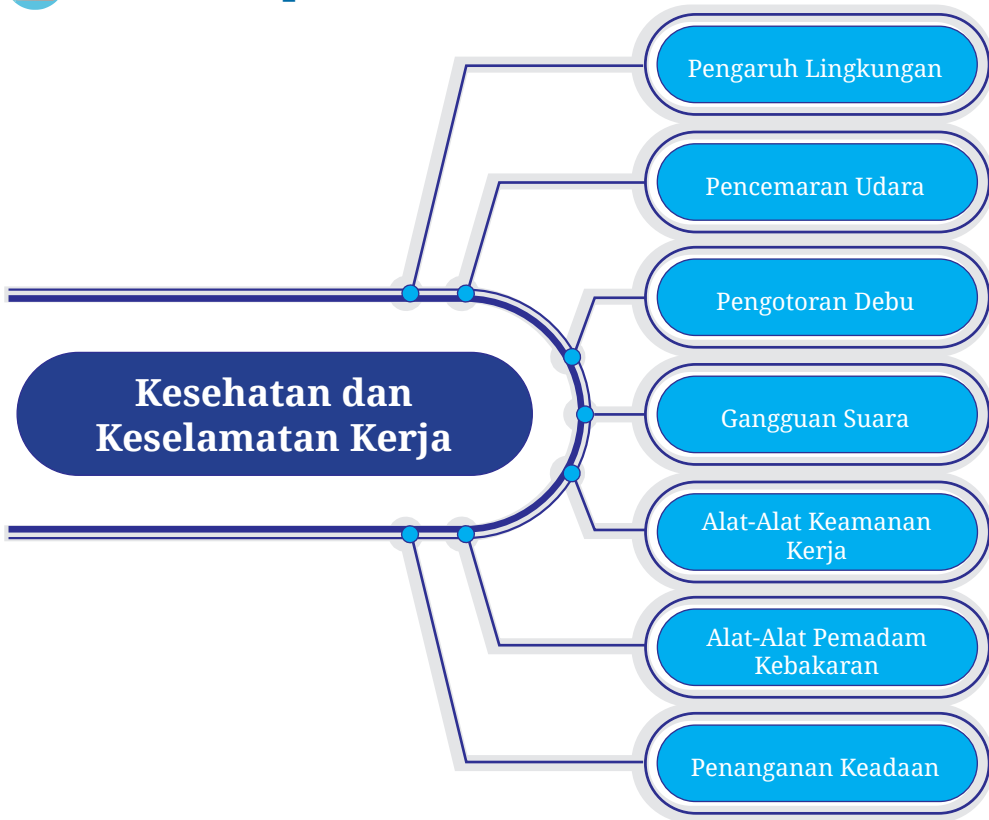 Kesehatan dan
Keselamatan Kerja
Pengaruh Lingkungan
Pencemaran Udara
Pengotoran Debu
Gangguan Suara
Alat-Alat Keamanan
Kerja
Alat-Alat Pemadam
Kebakaran
Penanganan Keadaan